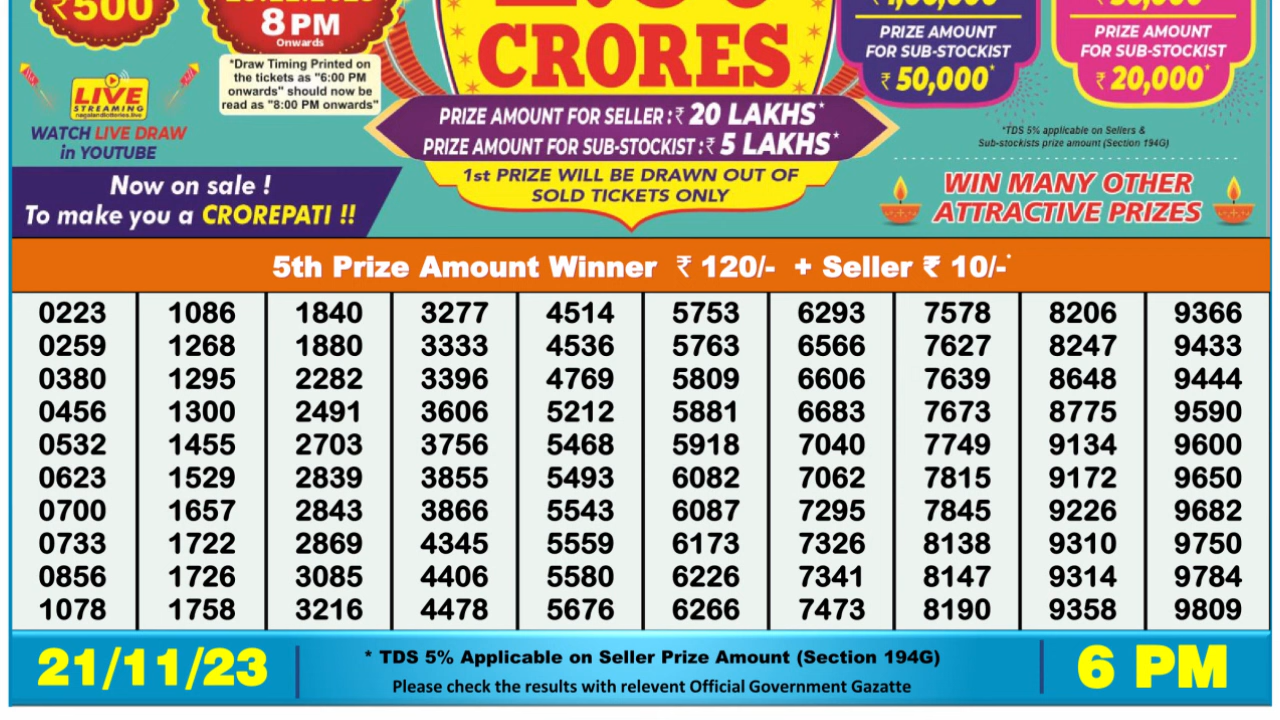 ₹500
8 PM
Onwards
*Draw Timing Printed on
the tickets as "6:00 PM
onwards" should now be
read as "8:00 PM onwards"
LIVE
STREAMING
nagalandlotteries.live
WATCH LIVE DRAW
in YOUTUBE
Now on sale !
To make you a CROREPATI !!
CRORES
PRIZE AMOUNT FOR SELLER :₹ 20 LAKHS*
PRIZE AMOUNT FOR SUB-STOCKIST :₹ 5 LAKHS*
1st PRIZE WILL BE DRAWN OUT OF
SOLD TICKETS ONLY
PRIZE AMOUNT
FOR SUB-STOCKIST
₹ 50,000*
PRIZE AMOUNT
FOR SUB-STOCKIST
₹ 20,000*
*TDS 5% applicable on Sellers &
Sub-stockists prize amount (Section 194G)
WIN MANY OTHER
ATTRACTIVE PRIZES
5th Prize Amount Winner ₹ 120/- + Seller ₹ 10/-*
0223 1086 1840 3277 4514 5753 6293 7578 8206 9366
0259 1268 1880 3333 4536 5763 6566 7627 8247 9433
0380 1295 2282 3396 4769 5809 6606 7639 8648 9444
0456 1300 2491 3606 5212 5881 6683 7673 8775 9590
0532 1455 2703 3756 5468 5918 7040 7749 9134 9600
0623 1529 2839 3855 5493 6082 7062 7815 9172 9650
0700 1657 2843 3866 5543 6087 7295 7845 9226 9682
0733 1722 2869 4345 5559 6173 7326 8138 9310 9750
0856 1726 3085 4406 5580 6226 7341 8147 9314 9784
1078 1758 3216 4478 5676 6266 7473 8190 9358 9809
21/11/23
* TDS 5% Applicable on Seller Prize Amount (Section 194G)
Please check the results with relevent Official Government Gazatte
6 PM